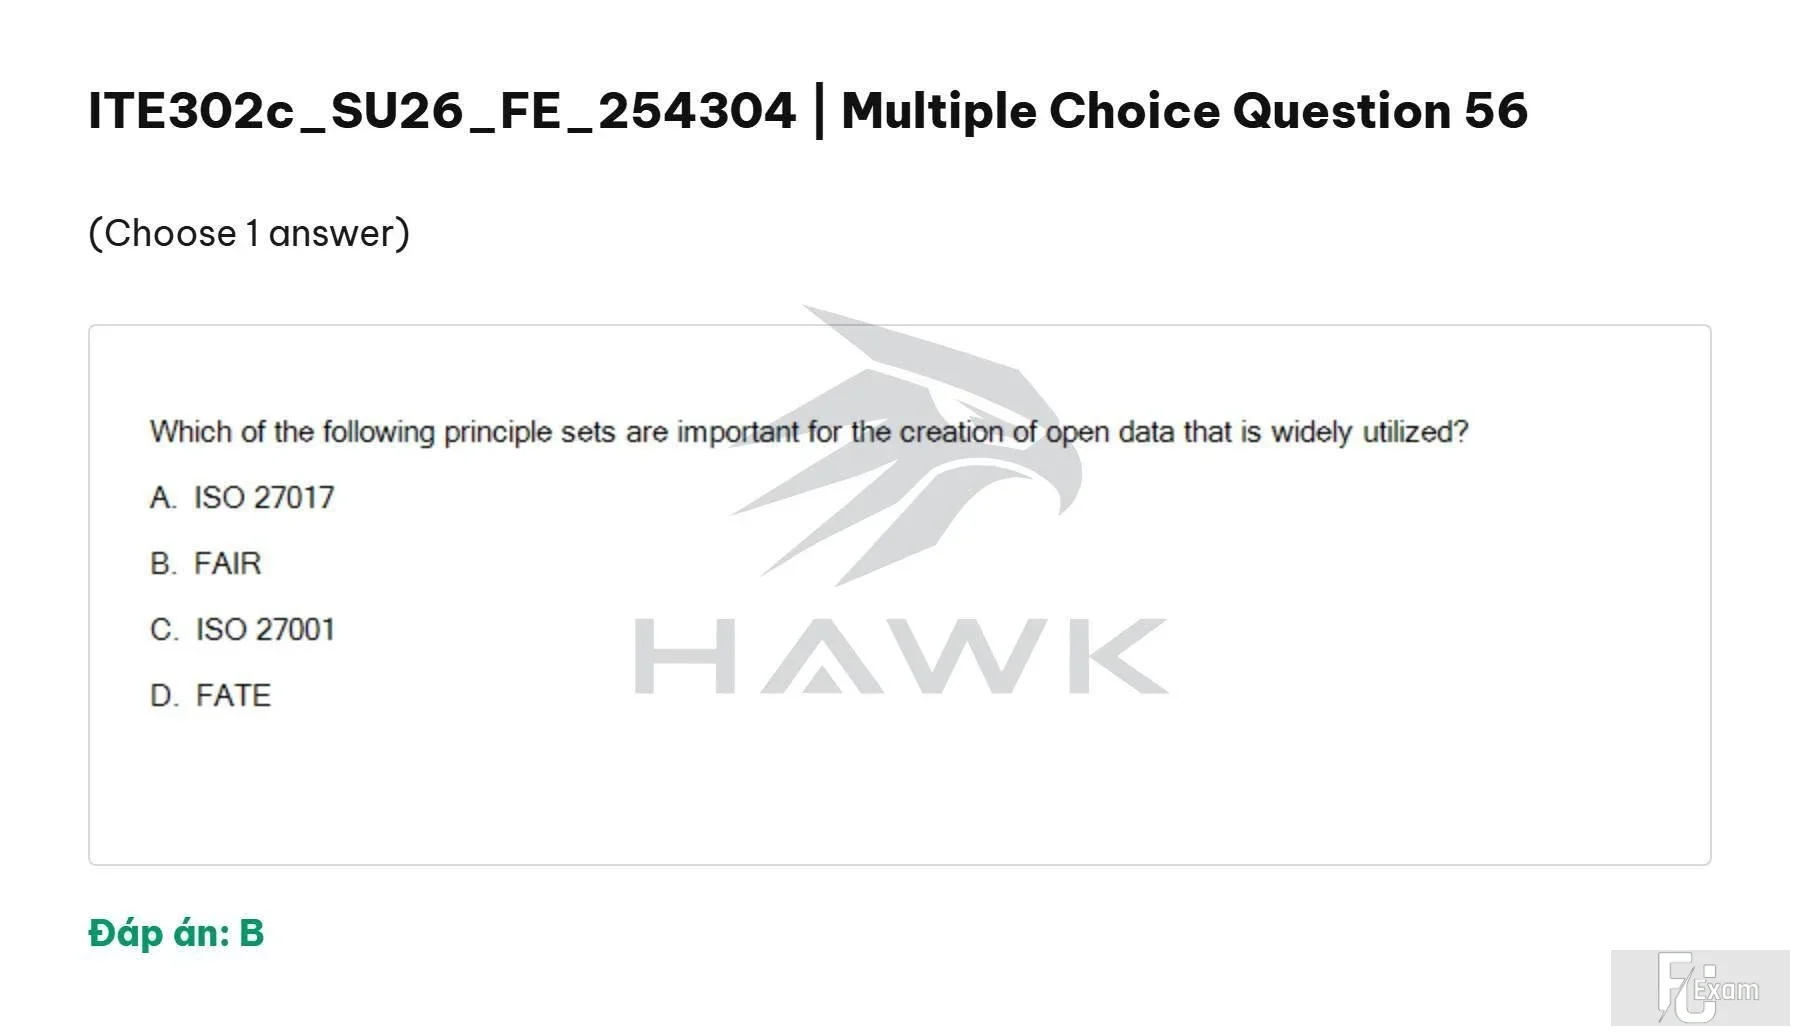 ITE302c_SU26_FE_254304 | Multiple Choice Question 56
(Choose 1 answer)
Which of the following principle sets are important for the creation of open data that is widely utilized?
A. ISO 27017
B. FAIR
C. ISO 27001
D. FATE
HAWK
Đáp án: B
FU Exam